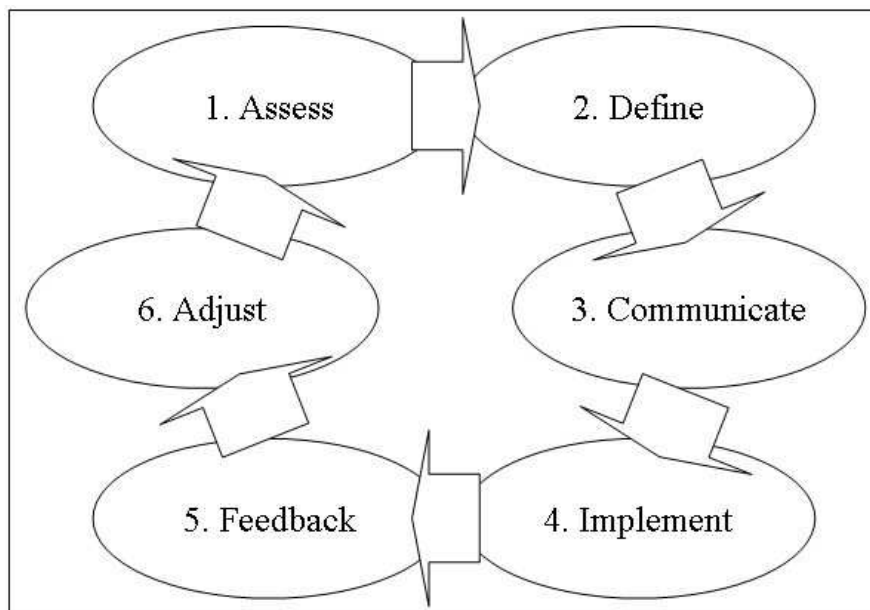 1. Assess
2. Define
3. Communicate
4. Implement
5. Feedback
6. Adjust